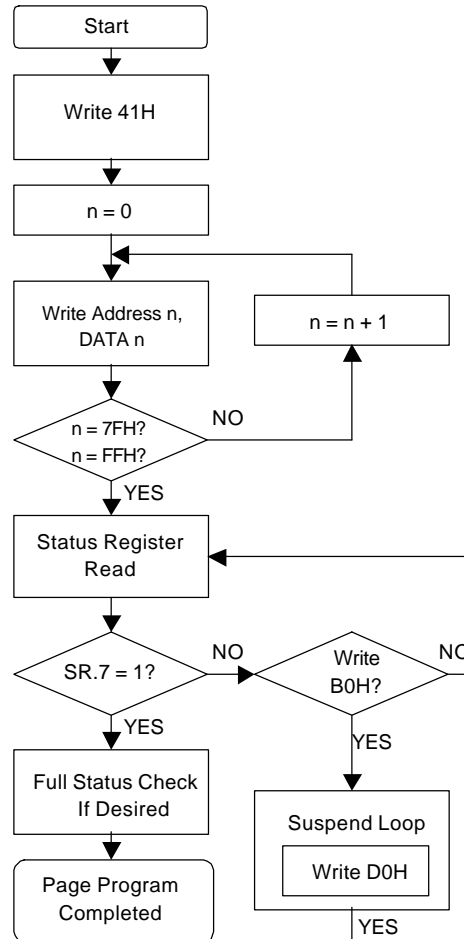 Start
Write 41H
n = 0
Write Address n,
DATA n
n = n + 1
n = 7FH?
n = FFH?
NO
YES
Status Register
Read
SR.7 = 1?
NO
Write
B0H?
NO
YES
YES
Full Status Check
If Desired
Suspend Loop
Write D0H
Page Program
Completed
YES